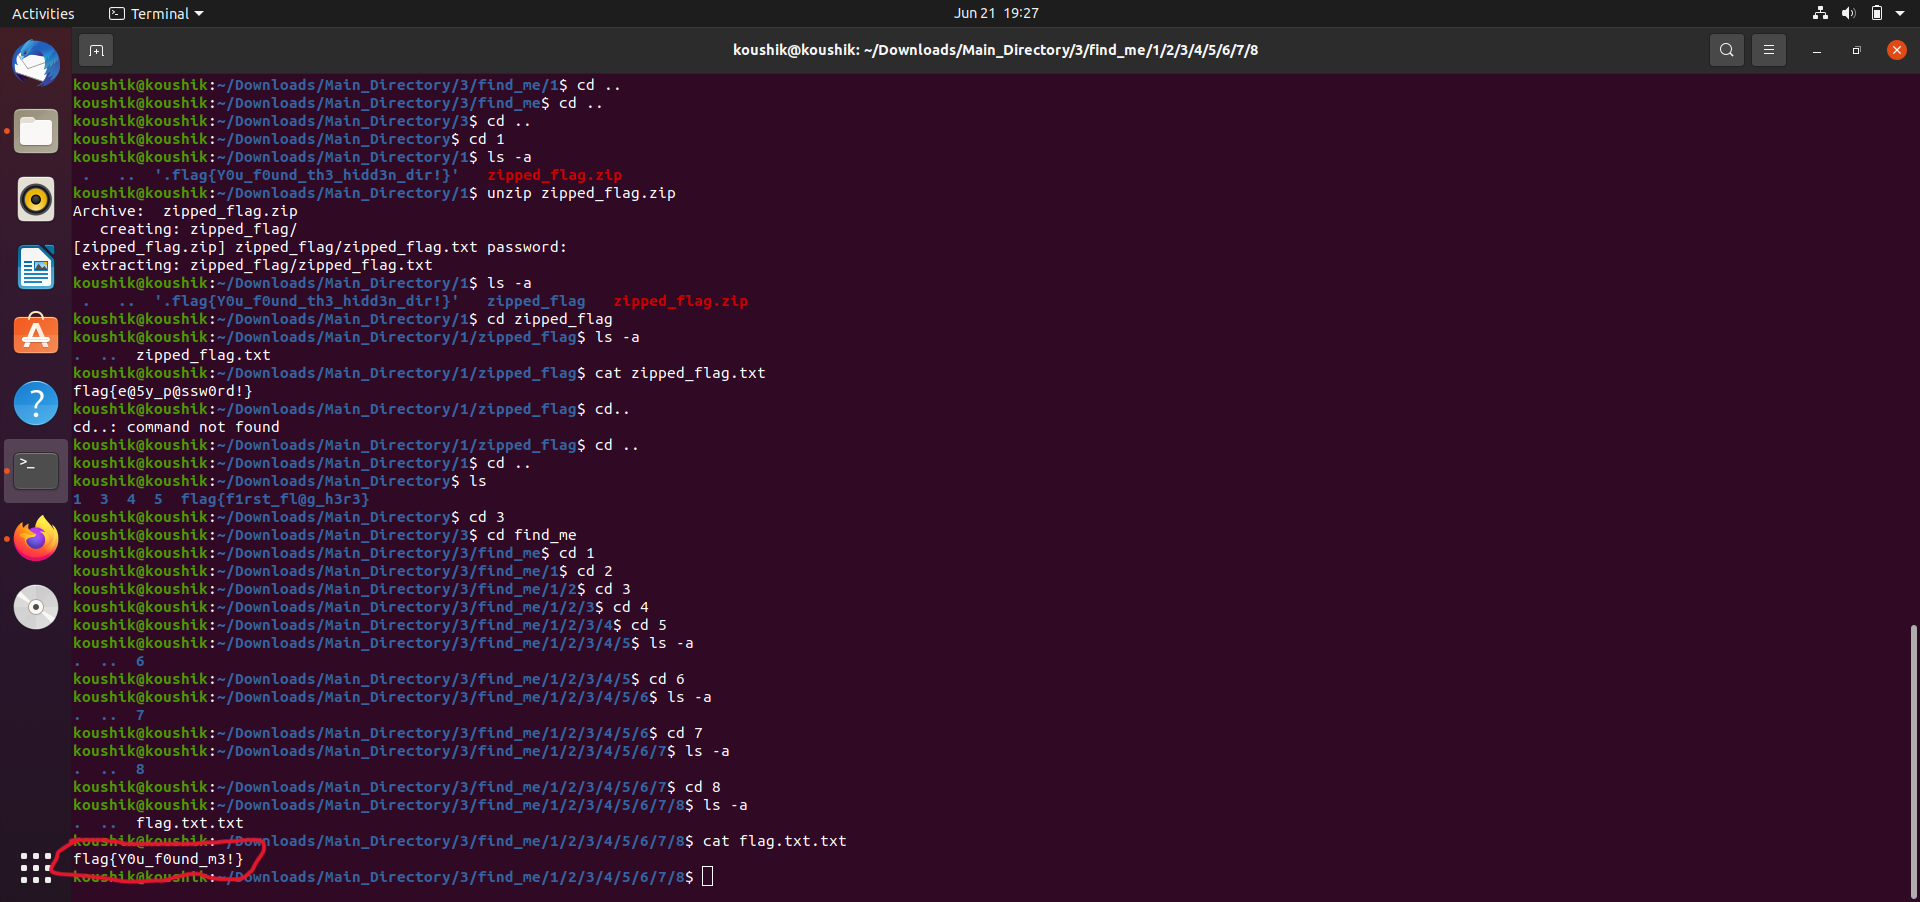 Activities Terminal Jun 21 19:27
koushik@koushik: ~/Downloads/Main_Directory/3/find_me/1/2/3/4/5/6/7/8
koushik@koushik:~/Downloads/Main_Directory/3/find_me/1$ cd ..
koushik@koushik:~/Downloads/Main_Directory/3/find_me$ cd ..
koushik@koushik:~/Downloads/Main_Directory/3$ cd ..
koushik@koushik:~/Downloads/Main_Directory$ cd 1
koushik@koushik:~/Downloads/Main_Directory/1$ ls -a
. .. '.flag{Y0u_f0und_th3_hidd3n_dir!}' zipped_flag.zip
koushik@koushik:~/Downloads/Main_Directory/1$ unzip zipped_flag.zip
Archive: zipped_flag.zip
creating: zipped_flag/
[zipped_flag.zip] zipped_flag/zipped_flag.txt password:
extracting: zipped_flag/zipped_flag.txt
koushik@koushik:~/Downloads/Main_Directory/1$ ls -a
. .. '.flag{Y0u_f0und_th3_hidd3n_dir!}' zipped_flag zipped_flag.zip
koushik@koushik:~/Downloads/Main_Directory/1$ cd zipped_flag
koushik@koushik:~/Downloads/Main_Directory/1/zipped_flag$ ls -a
. .. zipped_flag.txt
koushik@koushik:~/Downloads/Main_Directory/1/zipped_flag$ cat zipped_flag.txt
flag{e@5y_p@ssw0rd!}
koushik@koushik:~/Downloads/Main_Directory/1/zipped_flag$ cd..
cd..: command not found
koushik@koushik:~/Downloads/Main_Directory/1/zipped_flag$ cd ..
koushik@koushik:~/Downloads/Main_Directory/1$ cd ..
koushik@koushik:~/Downloads/Main_Directory$ ls
1 3 4 5 flag{f1rst_fl@g_h3r3}
koushik@koushik:~/Downloads/Main_Directory$ cd 3
koushik@koushik:~/Downloads/Main_Directory/3$ cd find_me
koushik@koushik:~/Downloads/Main_Directory/3/find_me$ cd 1
koushik@koushik:~/Downloads/Main_Directory/3/find_me/1$ cd 2
koushik@koushik:~/Downloads/Main_Directory/3/find_me/1/2$ cd 3
koushik@koushik:~/Downloads/Main_Directory/3/find_me/1/2/3$ cd 4
koushik@koushik:~/Downloads/Main_Directory/3/find_me/1/2/3/4$ cd 5
koushik@koushik:~/Downloads/Main_Directory/3/find_me/1/2/3/4/5$ ls -a
. .. 6
koushik@koushik:~/Downloads/Main_Directory/3/find_me/1/2/3/4/5$ cd 6
koushik@koushik:~/Downloads/Main_Directory/3/find_me/1/2/3/4/5/6$ ls -a
. .. 7
koushik@koushik:~/Downloads/Main_Directory/3/find_me/1/2/3/4/5/6$ cd 7
koushik@koushik:~/Downloads/Main_Directory/3/find_me/1/2/3/4/5/6/7$ ls -a
. .. 8
koushik@koushik:~/Downloads/Main_Directory/3/find_me/1/2/3/4/5/6/7$ cd 8
koushik@koushik:~/Downloads/Main_Directory/3/find_me/1/2/3/4/5/6/7/8$ ls -a
. .. flag.txt.txt
koushik@koushik:~/Downloads/Main_Directory/3/find_me/1/2/3/4/5/6/7/8$ cat flag.txt.txt
flag{Y0u_f0und_m3!}
koushik@koushik:~/Downloads/Main_Directory/3/find_me/1/2/3/4/5/6/7/8$